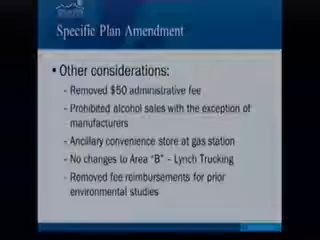 Specific Plan Amendment
• Other considerations:
- Removed $50 administrative fee
- Prohibited alcohol sales with the exception of
manufacturers
- Ancillary convenience store at gas station
- No changes to Area "B" - Lynch Trucking
- Removed fee reimbursements for prior
environmental studies